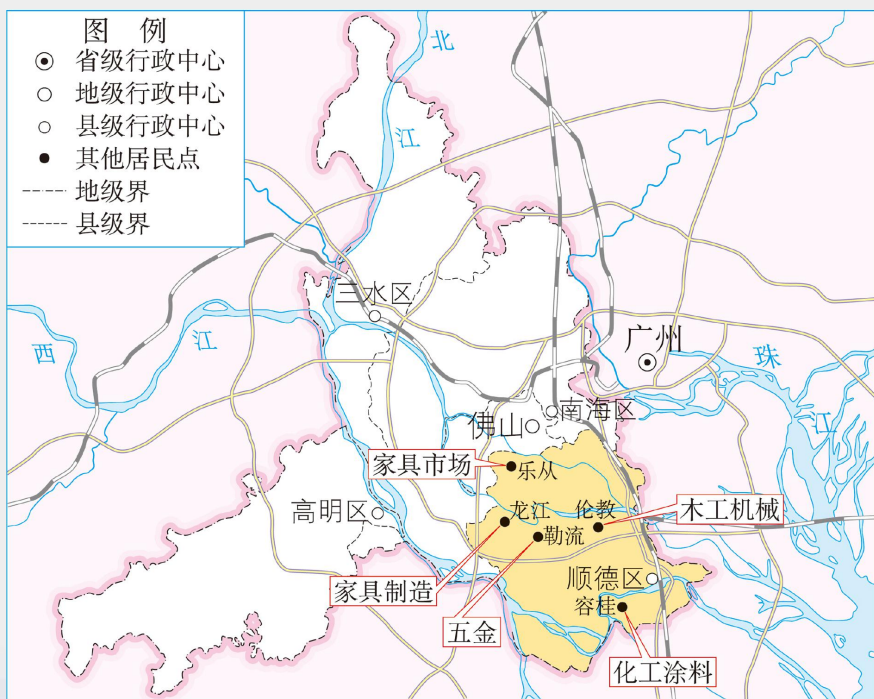 图 例
省级行政中心
地级行政中心
县级行政中心
其他居民点
地级界
县级界
北
江
三水区
西
江
广州
珠
江
南海区
佛山
家具市场
乐从
高明区
龙江
伦教
木工机械
勒流
家具制造
顺德区
五金
容桂
化工涂料